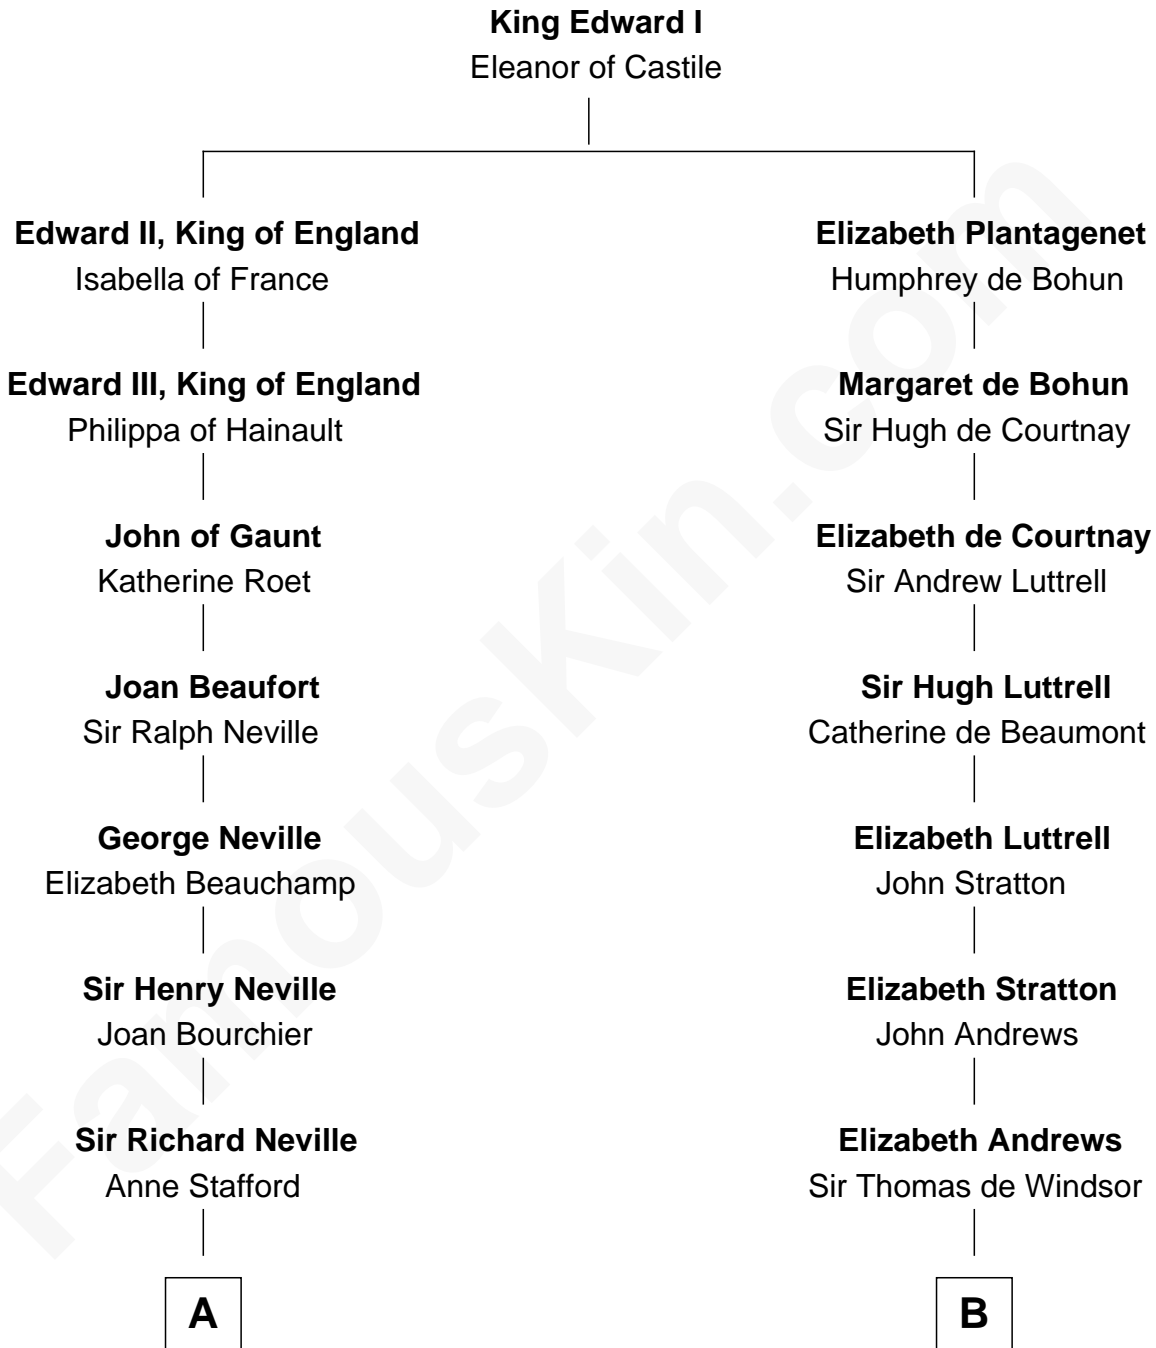 King Edward I
Eleanor of Castile
Edward II, King of England
Isabella of France
Elizabeth Plantagenet
Humphrey de Bohun
Edward III, King of England
Philippa of Hainault
Margaret de Bohun
Sir Hugh de Courtnay
John of Gaunt
Katherine Roet
Elizabeth de Courtnay
Sir Andrew Luttrell
Joan Beaufort
Sir Ralph Neville
Sir Hugh Luttrell
Catherine de Beaumont
George Neville
Elizabeth Beauchamp
Elizabeth Luttrell
John Stratton
Sir Henry Neville
Joan Bourchier
Elizabeth Stratton
John Andrews
Sir Richard Neville
Anne Stafford
Elizabeth Andrews
Sir Thomas de Windsor
A
B
FamousKin.com